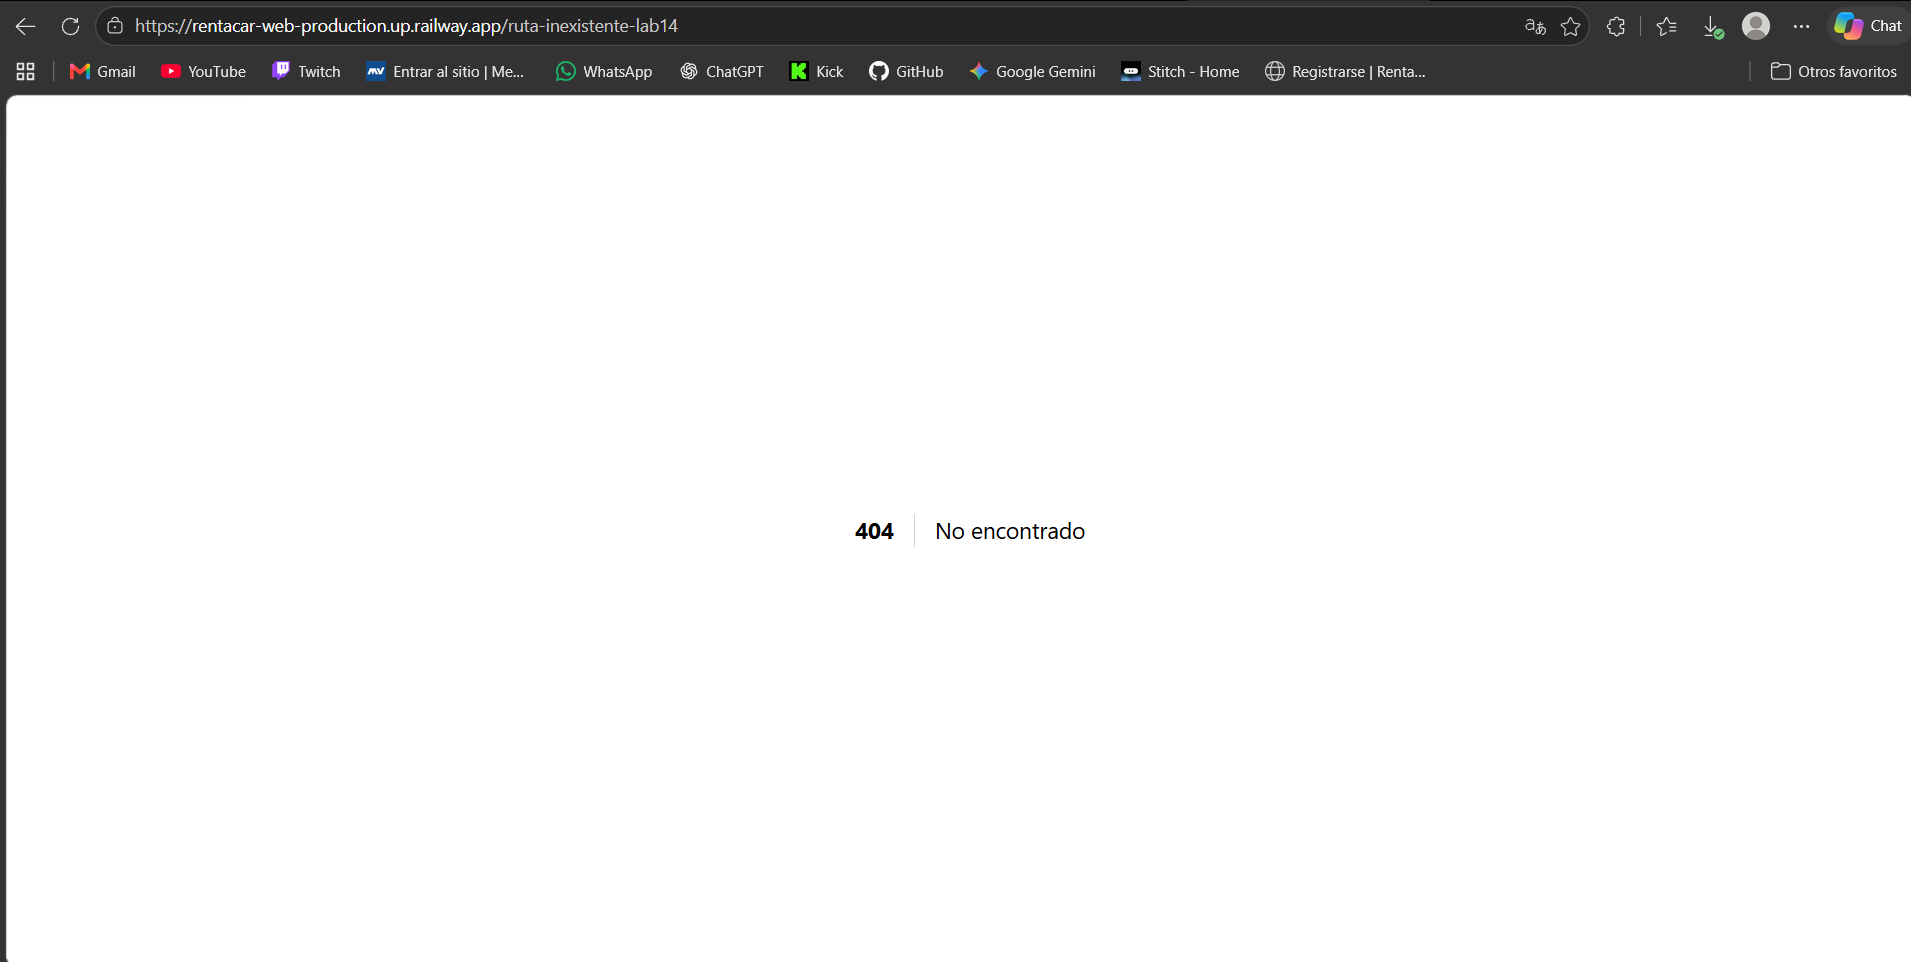 https://rentacar-web-production.up.railway.app/ruta-inexistente-lab14
Chat
Gmail YouTube Twitch Entrar al sitio | Me... WhatsApp ChatGPT Kick GitHub Google Gemini Stitch - Home Registrarse | Renta... Otros favoritos
404 No encontrado